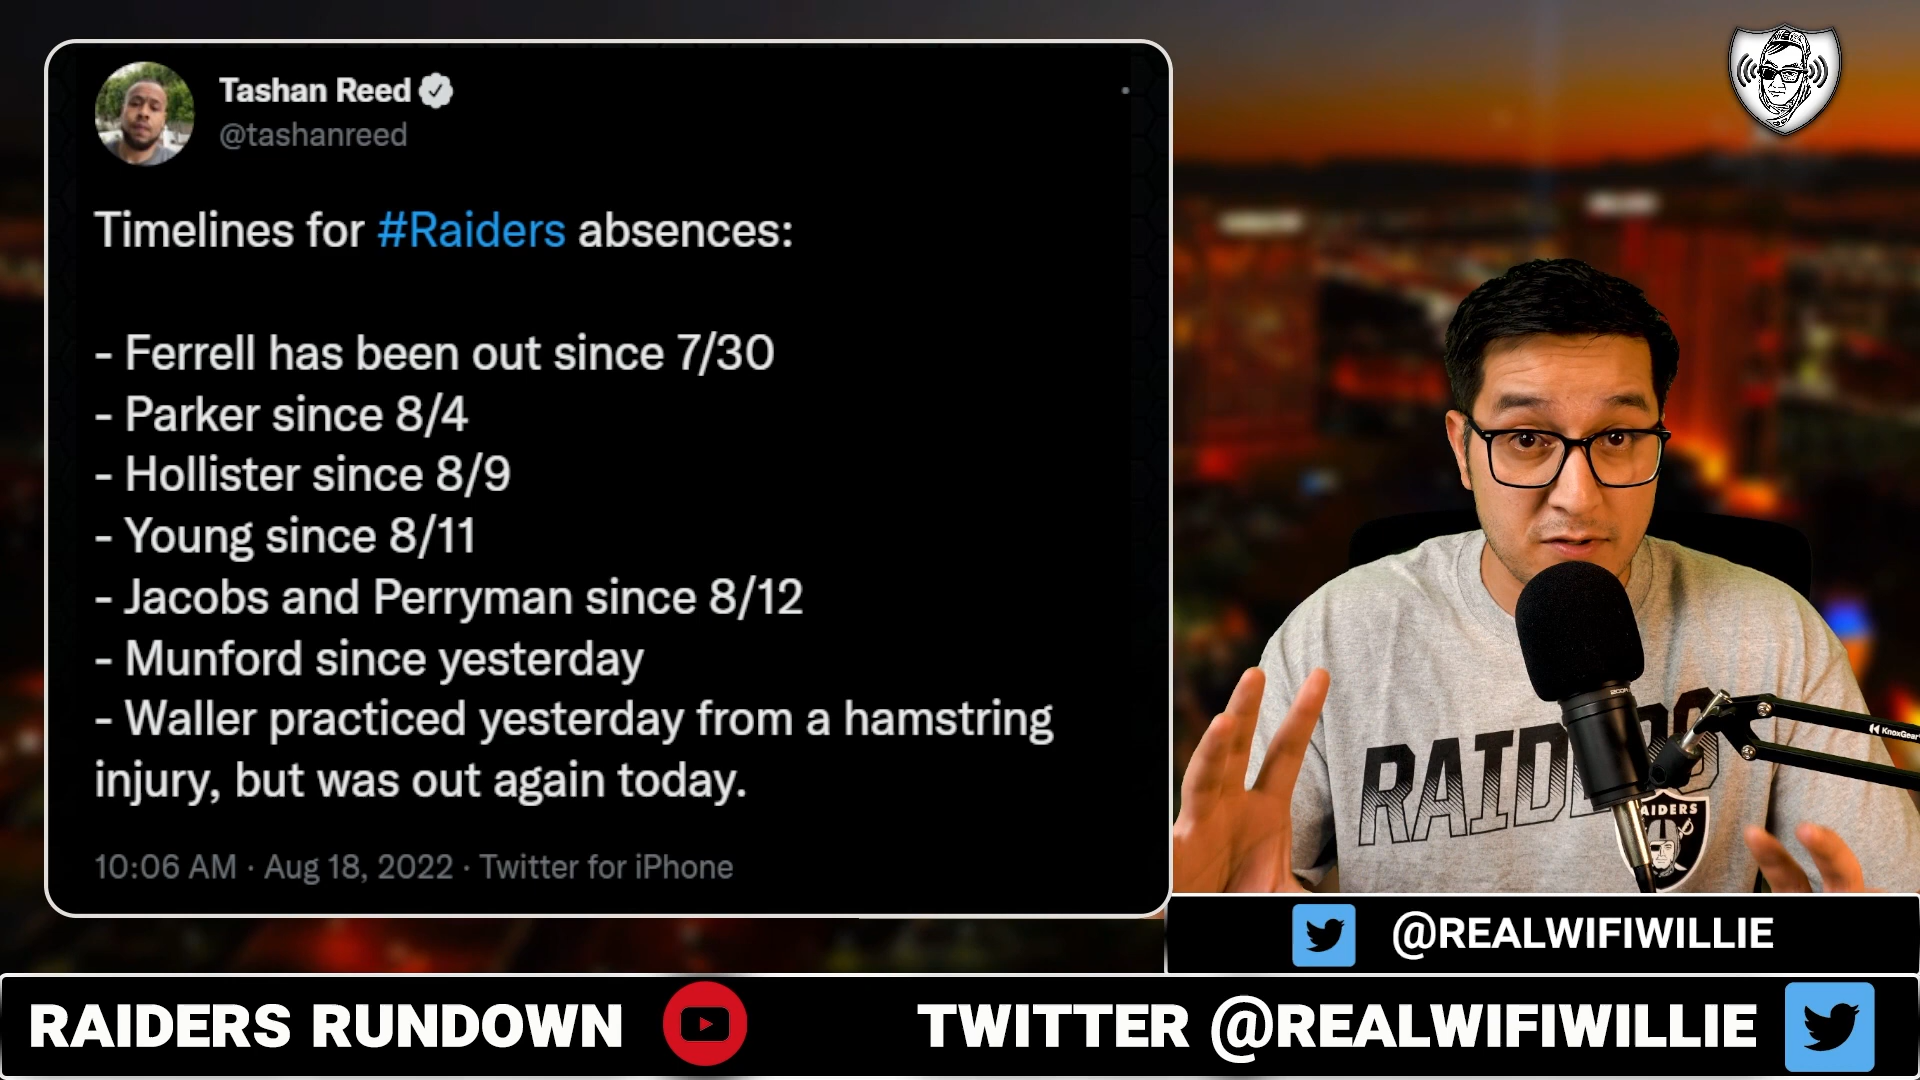 Tashan Reed
@tashanreed
Timelines for #Raiders absences:
- Ferrell has been out since 7/30
- Parker since 8/4
- Hollister since 8/9
- Young since 8/11
- Jacobs and Perryman since 8/12
- Munford since yesterday
- Waller practiced yesterday from a hamstring
injury, but was out again today.
10:06 AM · Aug 18, 2022 · Twitter for iPhone
KnoxGear
RAIDERS
@REALWIFIWILLIE
RAIDERS RUNDOWN
TWITTER @REALWIFIWILLIE